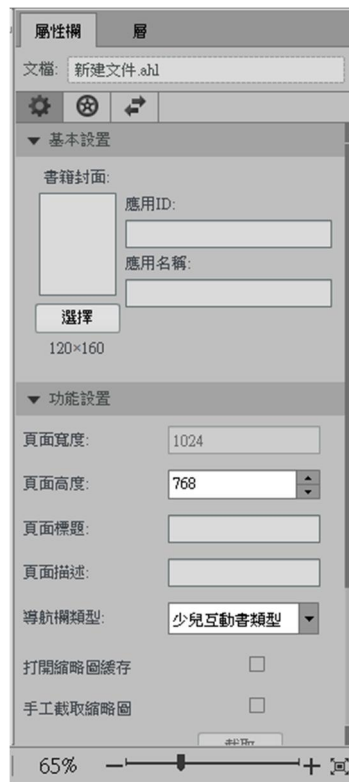 屬性欄 層
文檔: 新建文件.ahl
基本設置
書籍封面:
應用ID:
應用名稱:
選擇
120×160
功能設置
頁面寬度: 1024
頁面高度: 768
頁面標題:
頁面描述:
導航欄類型: 少兒互動書類型
打開縮略圖緩存
手工截取縮略圖
截取
65%